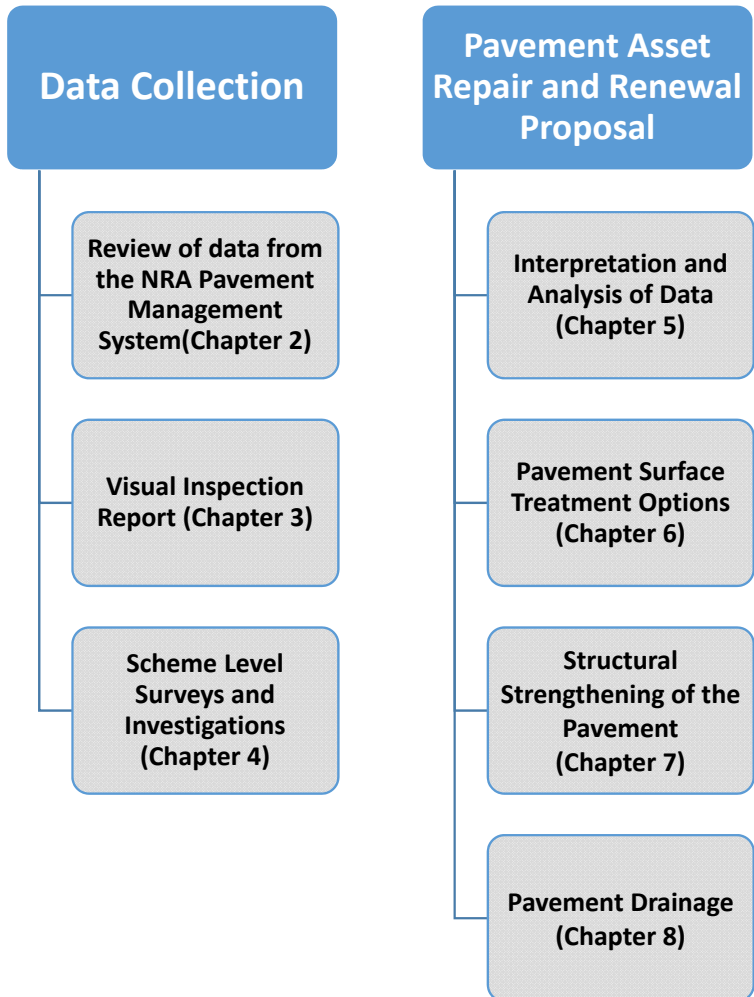 Data Collection
Review of data from
the NRA Pavement
Management
System(Chapter 2)
Visual Inspection
Report (Chapter 3)
Scheme Level
Surveys and
Investigations
(Chapter 4)
Pavement Asset
Repair and Renewal
Proposal
Interpretation and
Analysis of Data
(Chapter 5)
Pavement Surface
Treatment Options
(Chapter 6)
Structural
Strengthening of the
Pavement
(Chapter 7)
Pavement Drainage
(Chapter 8)